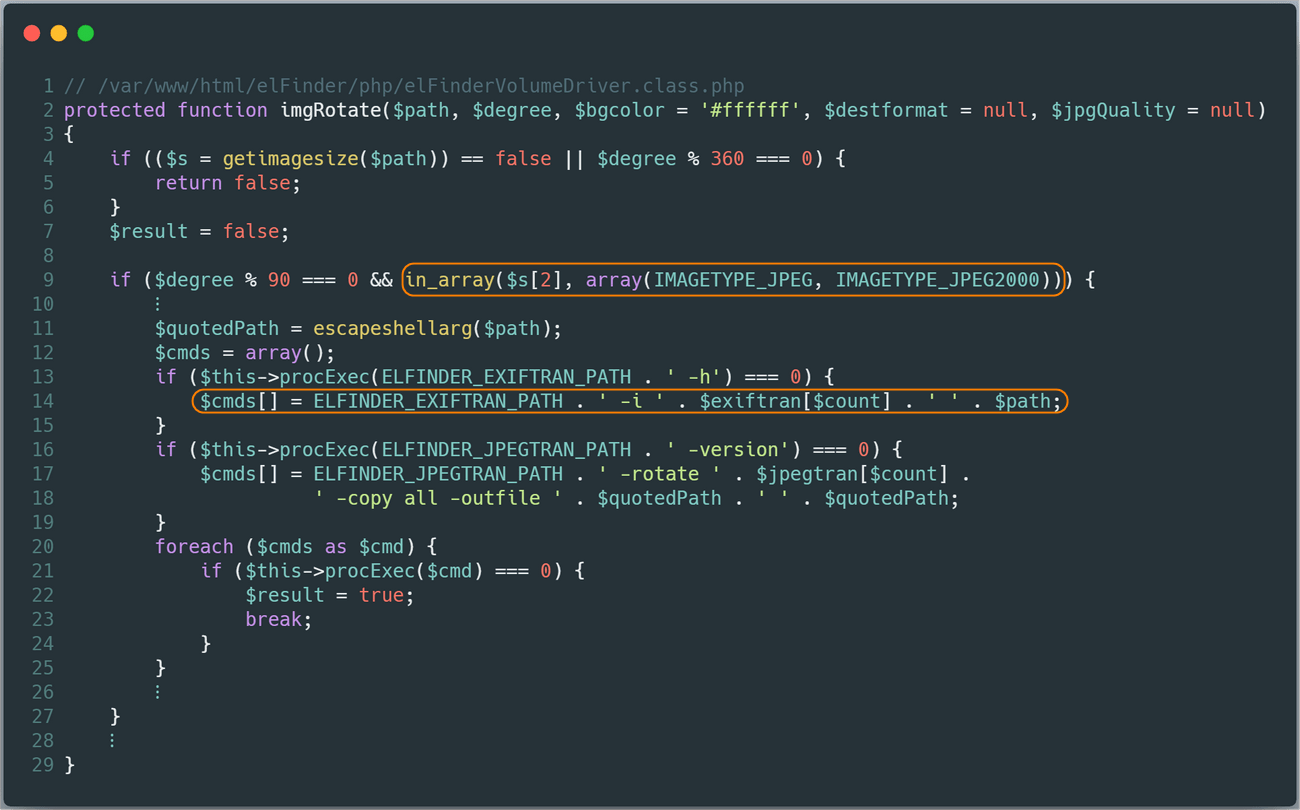 1 // /var/www/html/elFinder/php/elFinderVolumeDriver.class.php
2 protected function imgRotate($path, $degree, $bgcolor = '#ffffff', $destformat = null, $jpgQuality = null)
3 {
4     if (($s = getimagesize($path)) == false || $degree % 360 === 0) {
5         return false;
6     }
7     $result = false;
8
9     if ($degree % 90 === 0 && in_array($s[2], array(IMAGETYPE_JPEG, IMAGETYPE_JPEG2000))) {
10         ⋮
11         $quotedPath = escapeshellarg($path);
12         $cmds = array();
13         if ($this->procExec(ELFINDER_EXIFTRAN_PATH . ' -h') === 0) {
14             $cmds[] = ELFINDER_EXIFTRAN_PATH . ' -i ' . $exiftran[$count] . ' ' . $path;
15         }
16         if ($this->procExec(ELFINDER_JPEGTRAN_PATH . ' -version') === 0) {
17             $cmds[] = ELFINDER_JPEGTRAN_PATH . ' -rotate ' . $jpegtran[$count] .
18                       ' -copy all -outfile ' . $quotedPath . ' ' . $quotedPath;
19         }
20         foreach ($cmds as $cmd) {
21             if ($this->procExec($cmd) === 0) {
22                 $result = true;
23                 break;
24             }
25         }
26         ⋮
27     }
28     ⋮
29 }